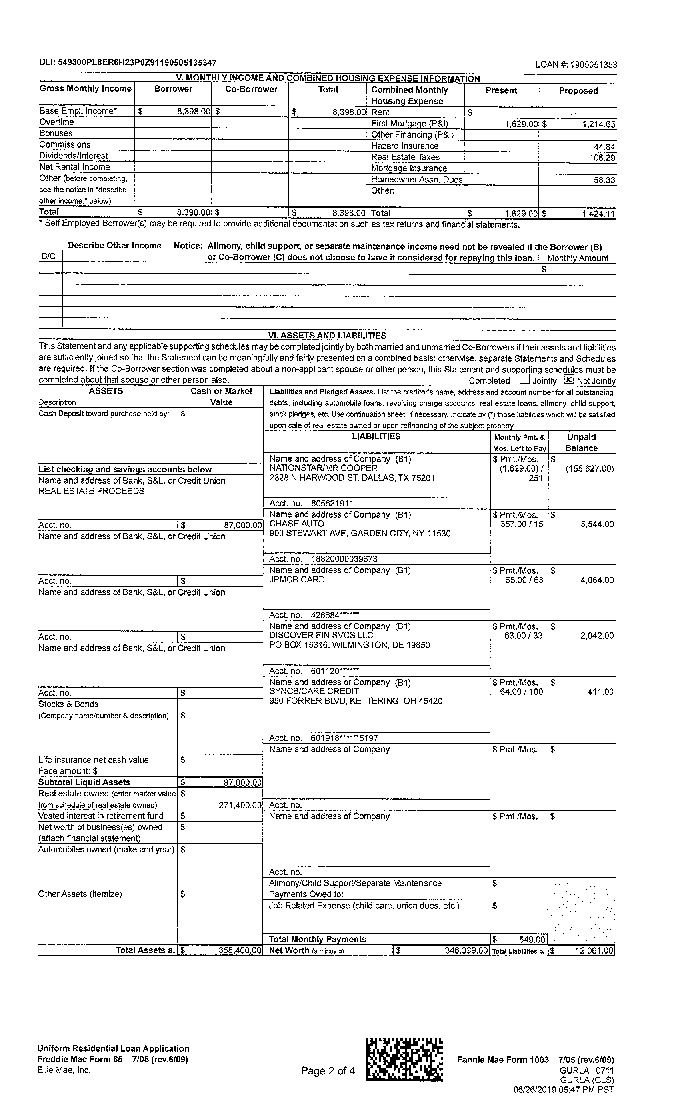 LOAN #: 1905051353
V. MONTHLY INCOME AND COMBINED HOUSING EXPENSE INFORMATION
Gross Monthly Income Borrower Co-Borrower Total Combined Monthly Housing Expense Present Proposed
Base Empl. Income* $ 8,398.00 $ $ 8,398.00 Rent $
Overtime First Mortgage (P&I) 1,629.00 $ 1,214.65
Bonuses Other Financing (P&I)
Commissions Hazard Insurance 44.84
Dividends/Interest Real Estate Taxes 106.29
Net Rental Income Mortgage Insurance
Other (before completing, Homeowner Assn. Dues 58.33
see the notice in "describe Other:
other income," below)
Total $ 8,398.00 $ $ 8,398.00 Total $ 1,629.00 $ 1,424.11
* Self Employed Borrower(s) may be required to provide additional documentation such as tax returns and financial statements.
Describe Other Income Notice: Alimony, child support, or separate maintenance income need not be revealed if the Borrower (B)
B/C or Co-Borrower (C) does not choose to have it considered for repaying this loan. Monthly Amount
$
VI. ASSETS AND LIABILITIES
This Statement and any applicable supporting schedules may be completed jointly by both married and unmarried Co-Borrowers if their assets and liabilities
are sufficiently joined so that the Statement can be meaningfully and fairly presented on a combined basis; otherwise, separate Statements and Schedules
are required. If the Co-Borrower section was completed about a non-applicant spouse or other person, this Statement and supporting schedules must be
completed about that spouse or other person also. Completed Jointly Not Jointly
ASSETS Cash or Market Value
Description
Cash Deposit toward purchase held by: $
Liabilities and Pledged Assets. List the creditor's name, address and account number for all outstanding
debts, including automobile loans, revolving charge accounts, real estate loans, alimony, child support,
stock pledges, etc. Use continuation sheet, if necessary. Indicate by (*) those liabilities which will be satisfied
upon sale of real estate owned or upon refinancing of the subject property.
LIABILITIES Monthly Pmt. & Mos. Left to Pay Unpaid Balance
List checking and savings accounts below
Name and address of Bank, S&L, or Credit Union
REAL ESTATE PROCEEDS
Acct. no. $ 87,000.00
Name and address of Company (B1) $ Pmt./Mos. $
NATIONSTAR/MR COOPER (1,629.00) /
DALLAS, TX 75201 251
Acct. no. 805621911
Name and address of Company (B1) $ Pmt./Mos. $
CHASE AUTO 357.00 / 15 5,544.00
900 STEWART AVE, GARDEN CITY, NY 11530
Acct. no.
Name and address of Bank, S&L, or Credit Union
Acct. no. $
Name and address of Company (B1) $ Pmt./Mos. $
JPMCB CARD 4,064.00
Acct. no. 426684******
Name and address of Bank, S&L, or Credit Union
Acct. no. $
Name and address of Company (B1) $ Pmt./Mos. $
DISCOVER FIN SVCS LLC 63.00 / 33 2,042.00
PO BOX 15316, WILMINGTON, DE 19850
Acct. no. 601120******
Name and address of Bank, S&L, or Credit Union
Acct. no. $
Name and address of Company (B1) $ Pmt./Mos. $
SYNCB/CARE CREDIT 64.00 / 100 411.00
950 FORRER BLVD, KETTERING, OH 45420
Acct. no. 601918******5197
Stocks & Bonds $
(Company name/number & description) $
Name and address of Company $ Pmt./Mos. $
Life insurance net cash value $
Face amount: $
Subtotal Liquid Assets $ 87,000.00
Real estate owned (enter market value $
from schedule of real estate owned) 271,400.00 Acct. no.
Vested interest in retirement fund $ Name and address of Company $ Pmt./Mos. $
Net worth of business(es) owned $
(attach financial statement)
Automobiles owned (make and year) $
Acct. no.
Alimony/Child Support/Separate Maintenance $
Other Assets (itemize) $ Payments Owed to:
Job-Related Expense (child care, union dues, etc.) $
Total Monthly Payments $ 549.00
Total Assets a. $ 358,400.00 Net Worth (a minus b) $ 346,339.00 Total Liabilities b. $ 12,061.00
Uniform Residential Loan Application
Freddie Mac Form 65 7/05 (rev.6/09)
Ellie Mae, Inc.
Page 2 of 4
Fannie Mae Form 1003 7/05 (rev.6/09)
GURLA 0711
GURLA (CLS)
06/26/2019 05:47 PM PST